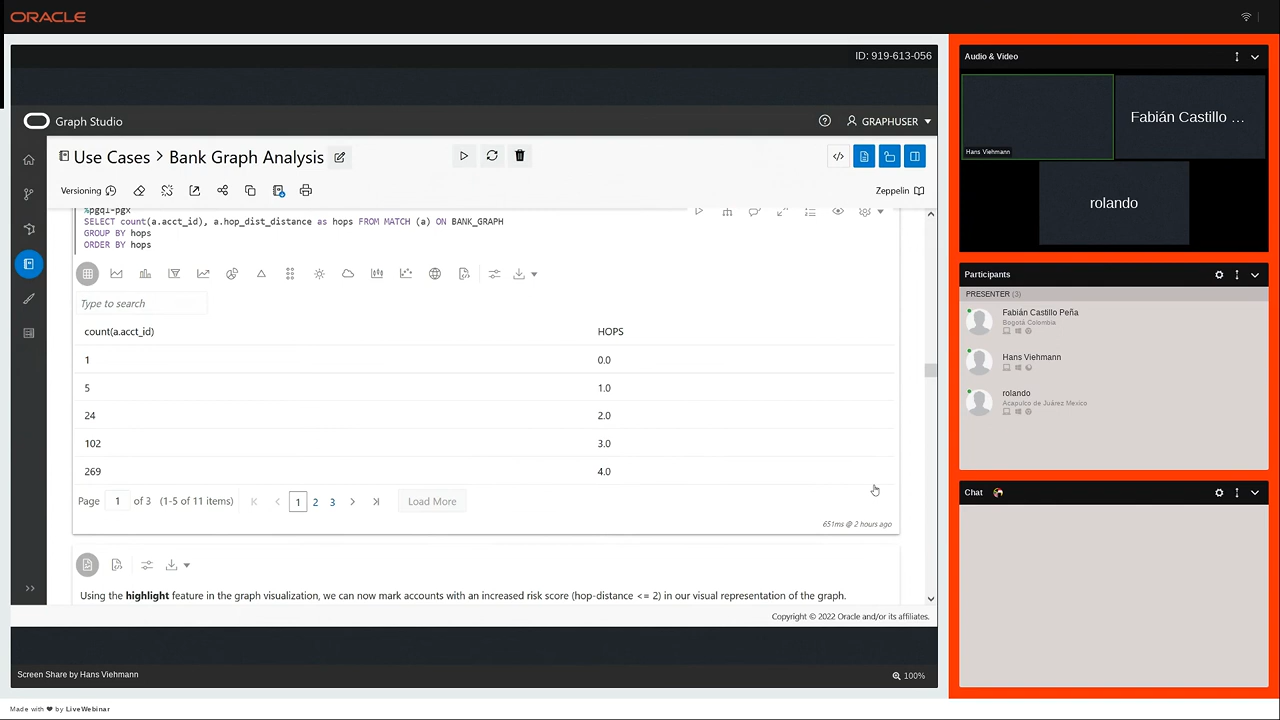 ORACLE
ID: 919-613-056
Graph Studio
GRAPHUSER
Use Cases > Bank Graph Analysis
Versioning
Zeppelin
%pgql-pgx
SELECT count(a.acct_id), a.hop_dist_distance as hops FROM MATCH (a) ON BANK_GRAPH
GROUP BY hops
ORDER BY hops
Type to search
count(a.acct_id) HOPS
1 0.0
5 1.0
24 2.0
102 3.0
269 4.0
Page 1 of 3 (1-5 of 11 items) 1 2 3 Load More
651ms @ 2 hours ago
Using the highlight feature in the graph visualization, we can now mark accounts with an increased risk score (hop-distance <= 2) in our visual representation of the graph.
Copyright © 2022 Oracle and/or its affiliates.
Screen Share by Hans Viehmann
100%
Made with ❤ by LiveWebinar
Audio & Video
Hans Viehmann
Fabián Castillo ...
rolando
Participants
PRESENTER (3)
Fabián Castillo Peña
Bogotá Colombia
Hans Viehmann
rolando
Acapulco de Juárez Mexico
Chat